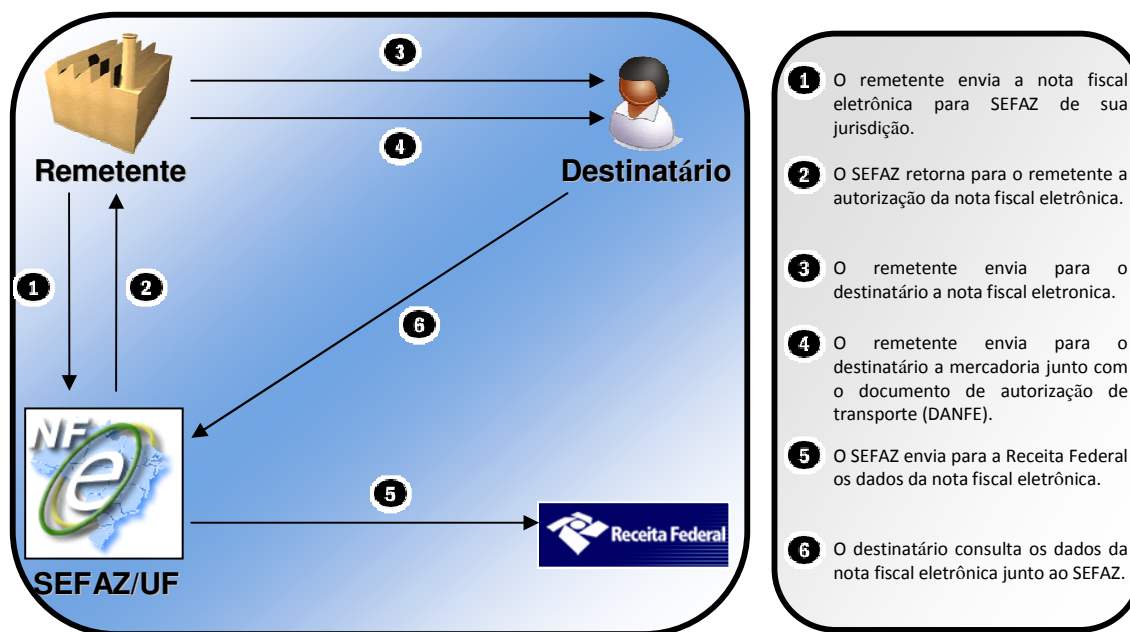 3
4
Remetente
Destinatário
1
2
6
NF
e
5
Receita Federal
SEFAZ/UF
1 O remetente envia a nota fiscal
eletrônica para SEFAZ de sua
jurisdição.
2 O SEFAZ retorna para o remetente a
autorização da nota fiscal eletrônica.
3 O remetente envia para o
destinatário a nota fiscal eletronica.
4 O remetente envia para o
destinatário a mercadoria junto com
o documento de autorização de
transporte (DANFE).
5 O SEFAZ envia para a Receita Federal
os dados da nota fiscal eletrônica.
6 O destinatário consulta os dados da
nota fiscal eletrônica junto ao SEFAZ.